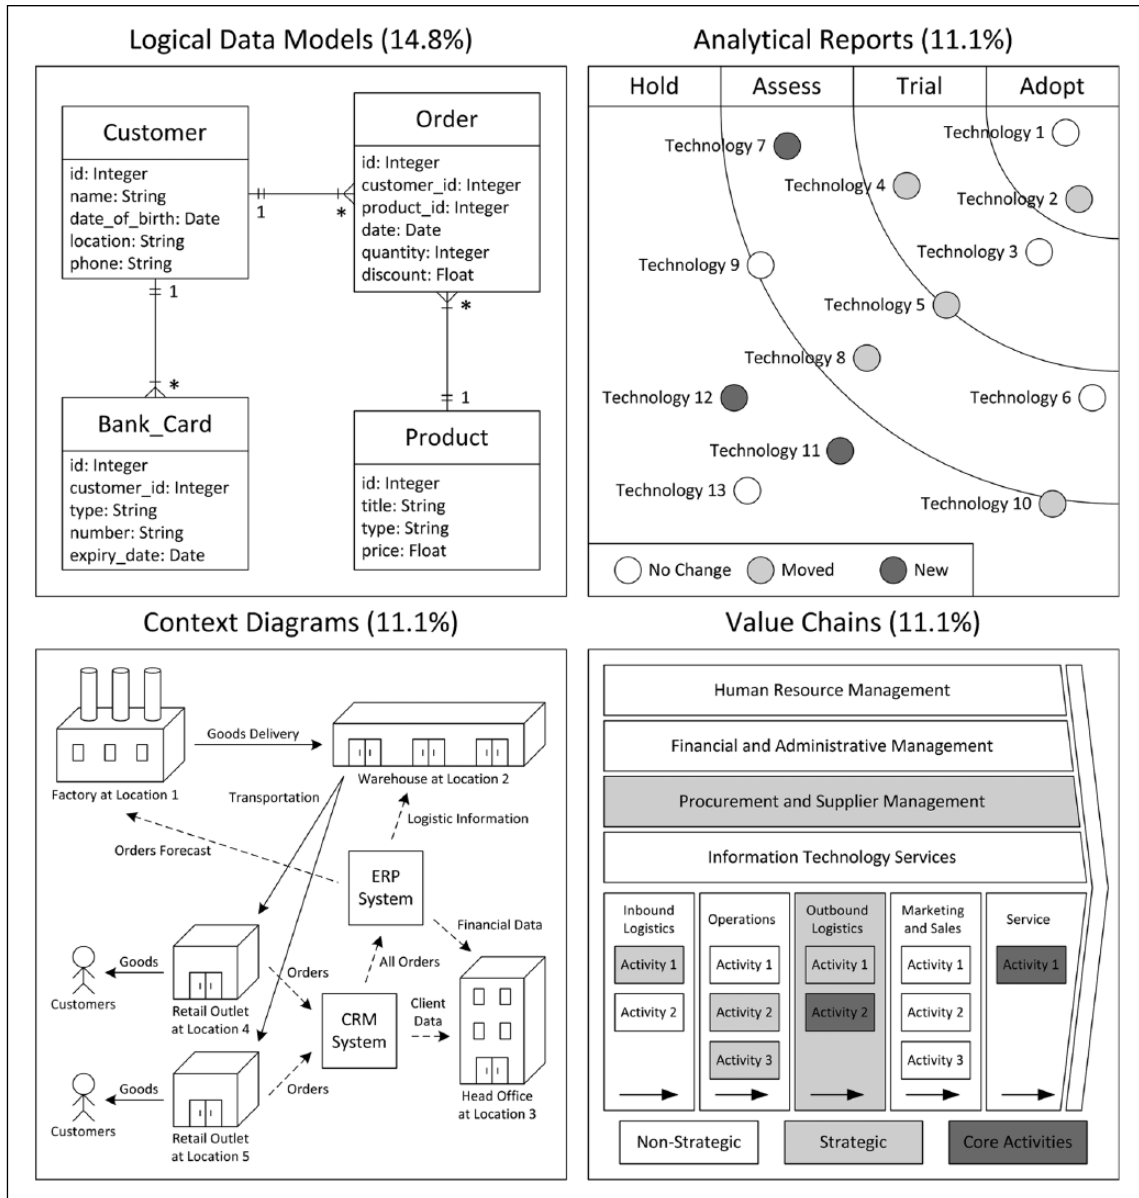 Logical Data Models (14.8%)
Customer
id: Integer
name: String
date_of_birth: Date
location: String
phone: String
Order
id: Integer
customer_id: Integer
product_id: Integer
date: Date
quantity: Integer
discount: Float
1
*
1
*
*
1
Bank_Card
id: Integer
customer_id: Integer
type: String
number: String
expiry_date: Date
Product
id: Integer
title: String
type: String
price: Float
Analytical Reports (11.1%)
Hold
Assess
Trial
Adopt
Technology 1
Technology 7
Technology 4
Technology 2
Technology 3
Technology 9
Technology 5
Technology 8
Technology 12
Technology 6
Technology 11
Technology 13
Technology 10
No Change
Moved
New
Context Diagrams (11.1%)
Goods Delivery
Factory at Location 1
Warehouse at Location 2
Transportation
Logistic Information
Orders Forecast
ERP
System
Financial Data
Goods
Customers
Retail Outlet
at Location 4
Orders
All Orders
CRM
System
Client
Data
Goods
Customers
Retail Outlet
at Location 5
Orders
Head Office
at Location 3
Value Chains (11.1%)
Human Resource Management
Financial and Administrative Management
Procurement and Supplier Management
Information Technology Services
Inbound
Logistics
Activity 1
Activity 2
Operations
Activity 1
Activity 2
Activity 3
Outbound
Logistics
Activity 1
Activity 2
Marketing
and Sales
Activity 1
Activity 2
Activity 3
Service
Activity 1
Non-Strategic
Strategic
Core Activities